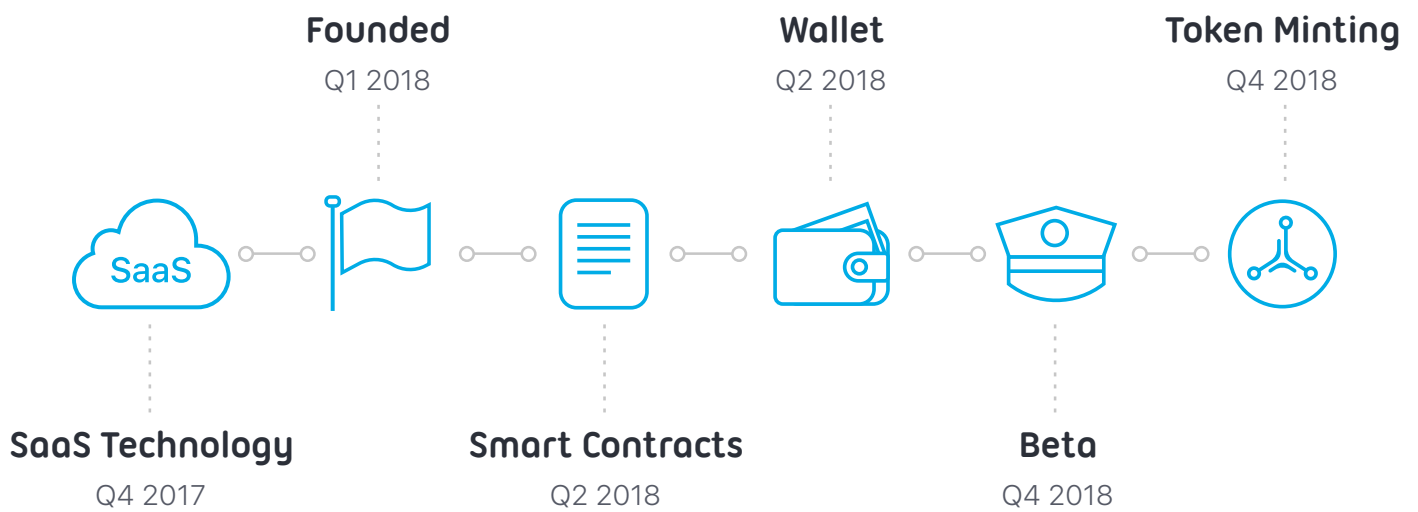 Founded
Q1 2018
Wallet
Q2 2018
Token Minting
Q4 2018
SaaS
SaaS Technology
Q4 2017
Smart Contracts
Q2 2018
Beta
Q4 2018